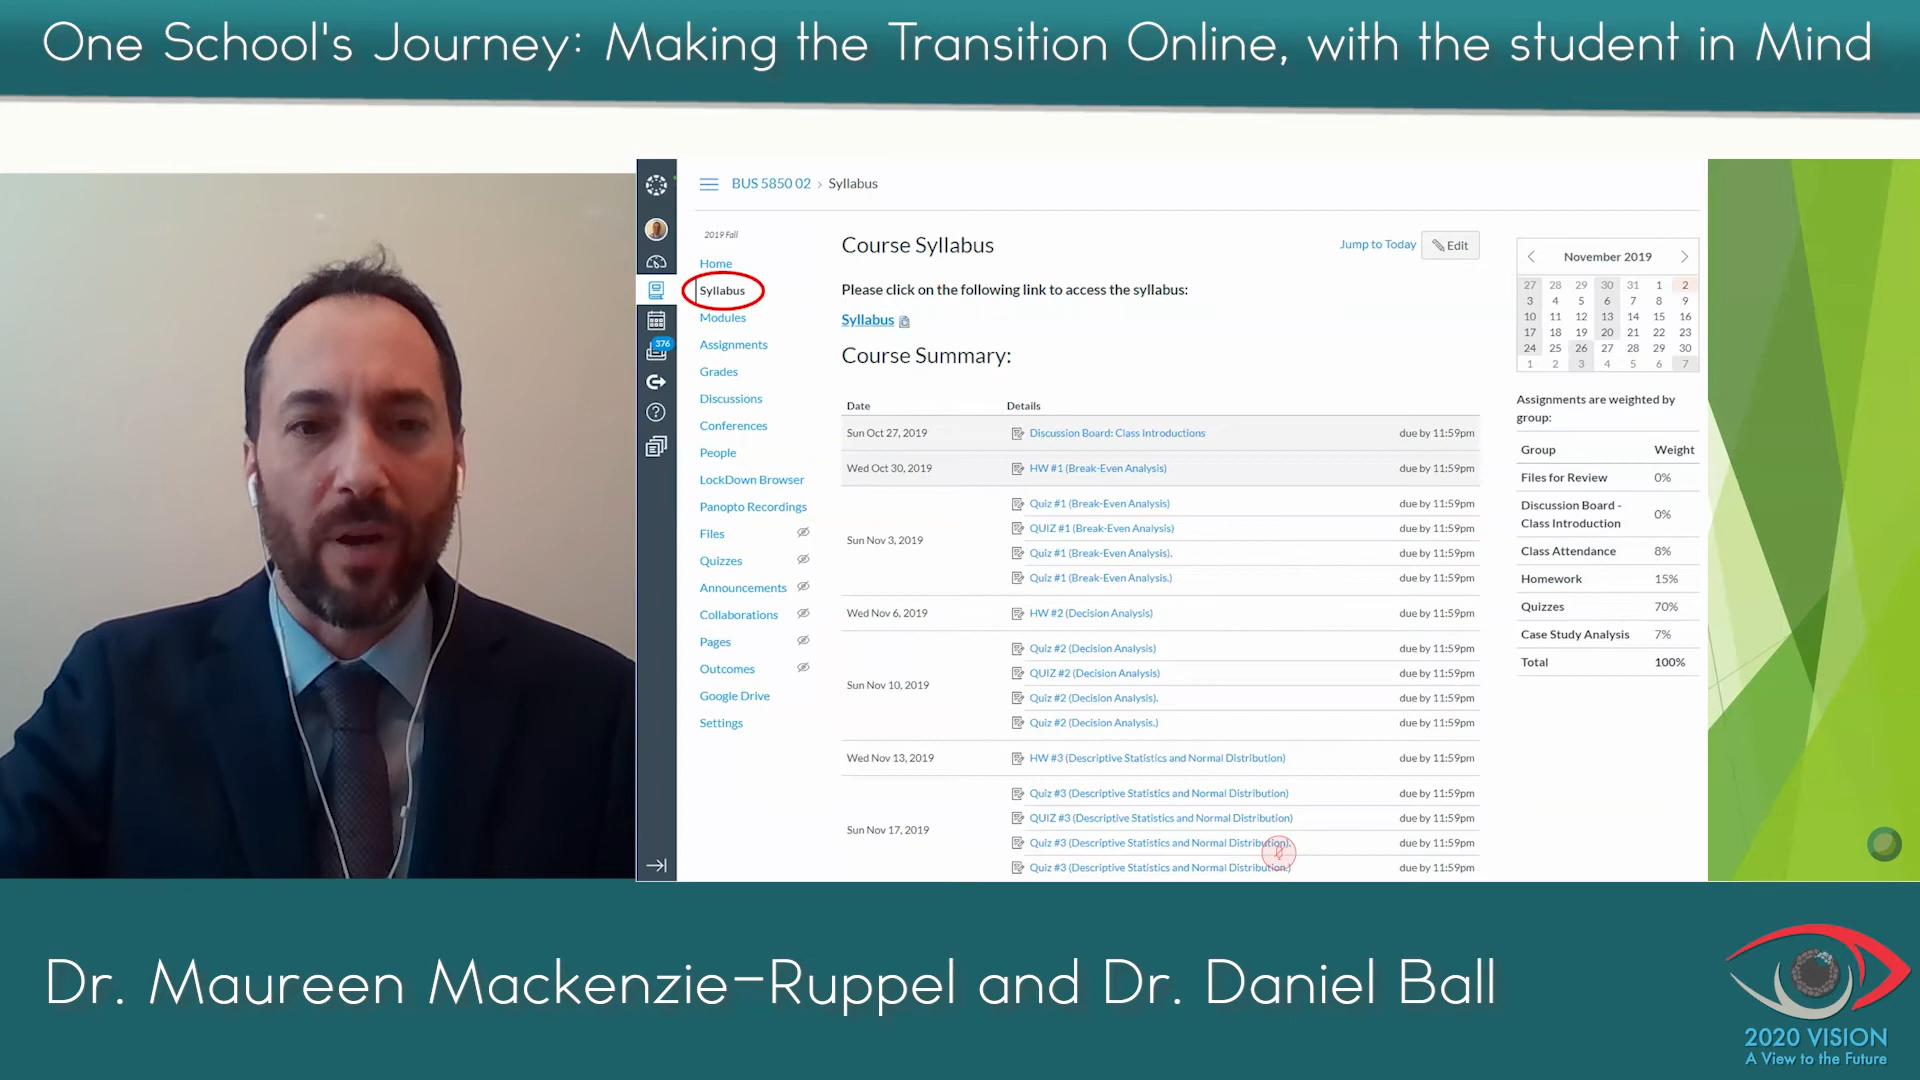 One School's Journey: Making the Transition Online, with the student in Mind
BUS 5850 02 › Syllabus
2019 Fall
Home
Syllabus
Modules
Assignments
Grades
Discussions
Conferences
People
LockDown Browser
Panopto Recordings
Files
Quizzes
Announcements
Collaborations
Pages
Outcomes
Google Drive
Settings
376
Course Syllabus
Jump to Today
Edit
Please click on the following link to access the syllabus:
Syllabus
Course Summary:
Date Details
Sun Oct 27, 2019 Discussion Board: Class Introductions due by 11:59pm
Wed Oct 30, 2019 HW #1 (Break-Even Analysis) due by 11:59pm
Sun Nov 3, 2019
Quiz #1 (Break-Even Analysis) due by 11:59pm
QUIZ #1 (Break-Even Analysis) due by 11:59pm
Quiz #1 (Break-Even Analysis). due by 11:59pm
Quiz #1 (Break-Even Analysis.) due by 11:59pm
Wed Nov 6, 2019 HW #2 (Decision Analysis) due by 11:59pm
Sun Nov 10, 2019
Quiz #2 (Decision Analysis) due by 11:59pm
QUIZ #2 (Decision Analysis) due by 11:59pm
Quiz #2 (Decision Analysis). due by 11:59pm
Quiz #2 (Decision Analysis.) due by 11:59pm
Wed Nov 13, 2019 HW #3 (Descriptive Statistics and Normal Distribution) due by 11:59pm
Sun Nov 17, 2019
Quiz #3 (Descriptive Statistics and Normal Distribution) due by 11:59pm
QUIZ #3 (Descriptive Statistics and Normal Distribution) due by 11:59pm
Quiz #3 (Descriptive Statistics and Normal Distribution). due by 11:59pm
Quiz #3 (Descriptive Statistics and Normal Distribution.) due by 11:59pm
November 2019
27 28 29 30 31 1 2
3 4 5 6 7 8 9
10 11 12 13 14 15 16
17 18 19 20 21 22 23
24 25 26 27 28 29 30
1 2 3 4 5 6 7
Assignments are weighted by
group:
Group Weight
Files for Review 0%
Discussion Board -
Class Introduction 0%
Class Attendance 8%
Homework 15%
Quizzes 70%
Case Study Analysis 7%
Total 100%
Dr. Maureen Mackenzie-Ruppel and Dr. Daniel Ball
2020 VISION
A View to the Future